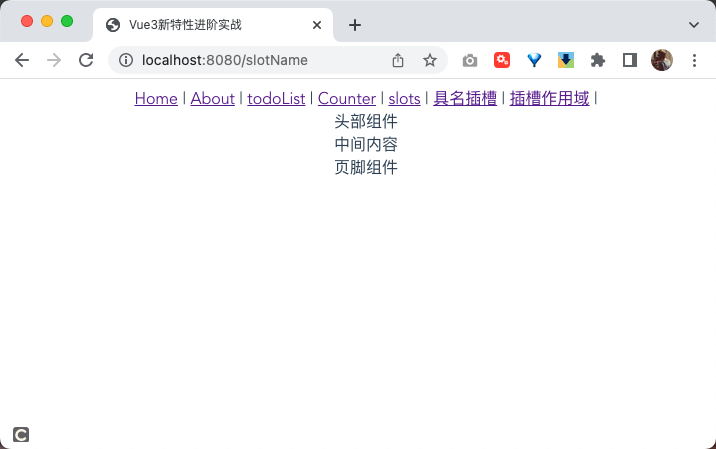 Vue3新特性进阶实战
localhost:8080/slotName
Home | About | todoList | Counter | slots | 具名插槽 | 插槽作用域 |
头部组件
中间内容
页脚组件
C